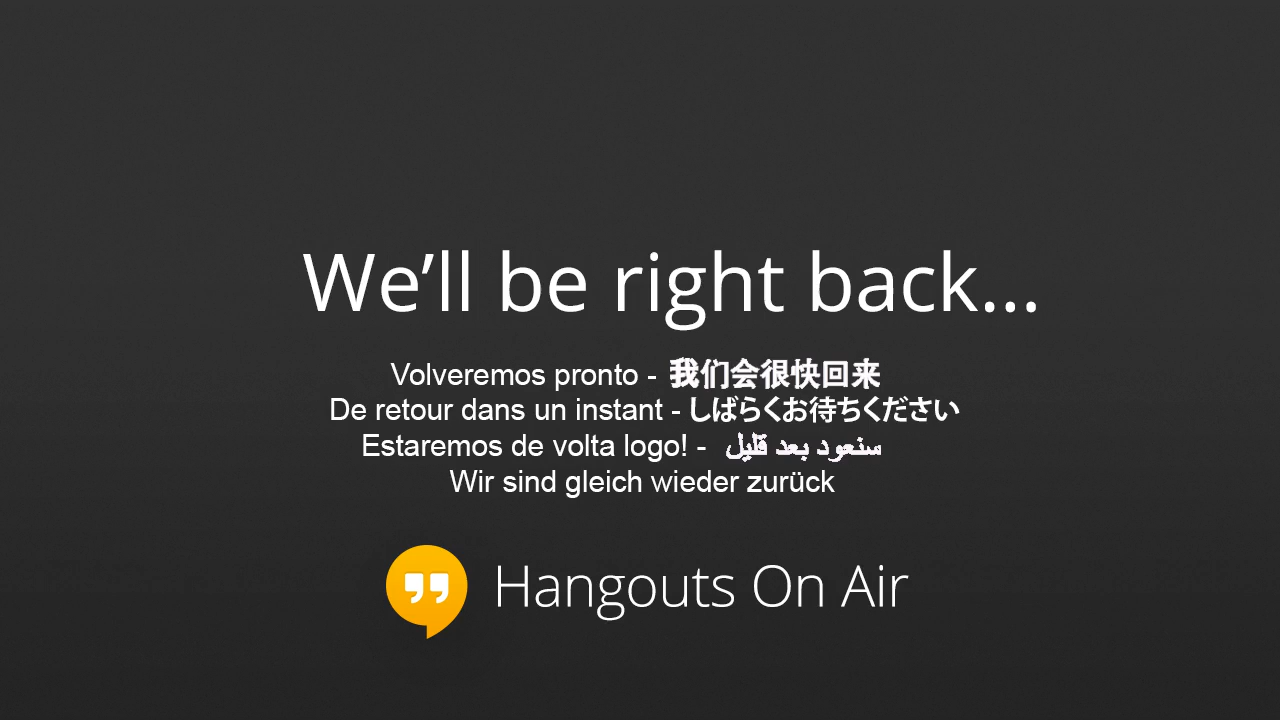 We’ll be right back...
Volveremos pronto - 我们会很快回来
De retour dans un instant - しばらくお待ちください
Estaremos de volta logo! - سنعود بعد قليل
Wir sind gleich wieder zurück
Hangouts On Air